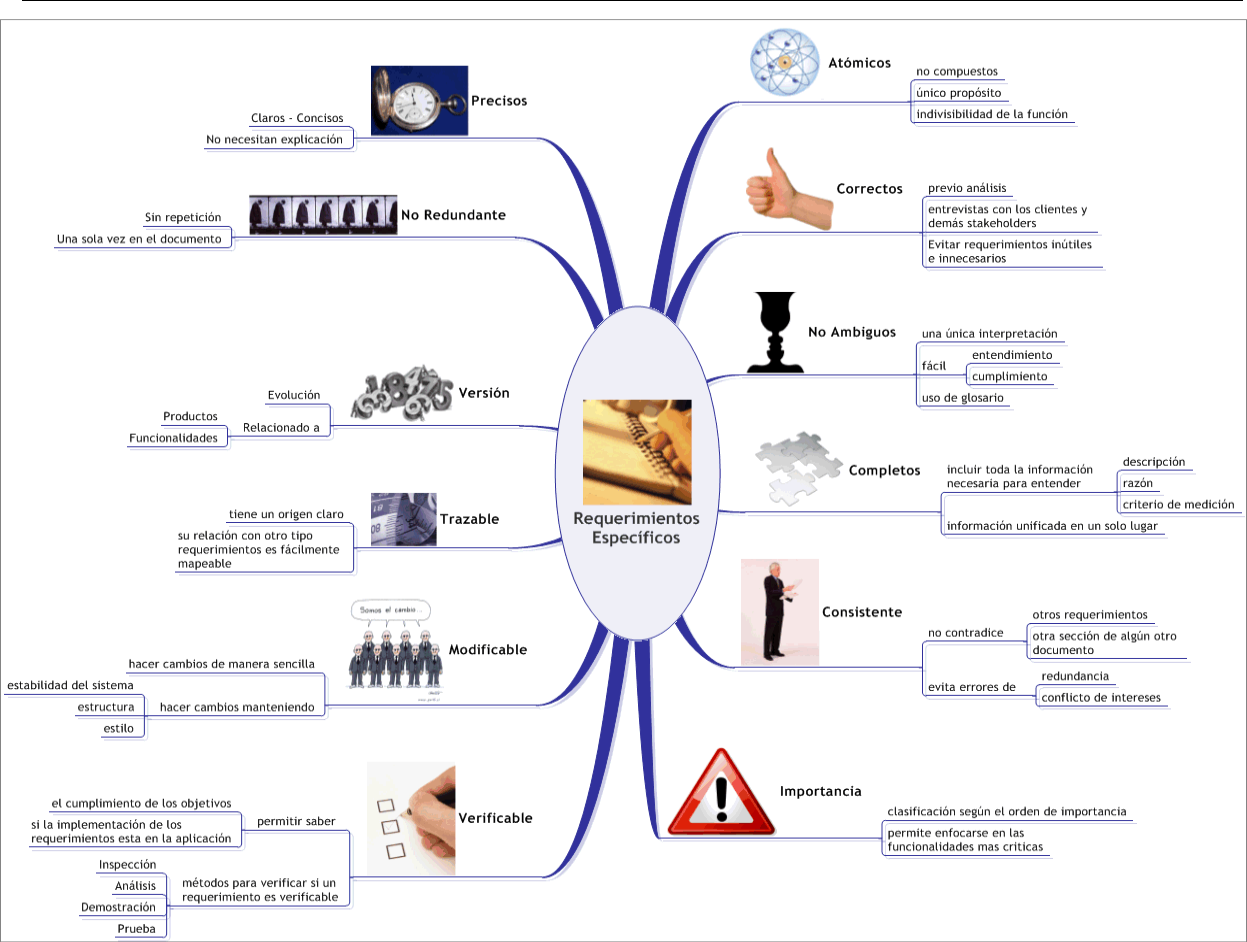 Requerimientos
Específicos
Atómicos
no compuestos
único propósito
indivisibilidad de la función
Correctos
previo análisis
entrevistas con los clientes y
demás stakeholders
Evitar requerimientos inútiles
e innecesarios
No Ambiguos
una única interpretación
fácil
entendimiento
cumplimiento
uso de glosario
Completos
incluir toda la información
necesaria para entender
descripción
razón
criterio de medición
información unificada en un solo lugar
Consistente
no contradice
otros requerimientos
otra sección de algún otro
documento
evita errores de
redundancia
conflicto de intereses
Importancia
clasificación según el orden de importancia
permite enfocarse en las
funcionalidades mas criticas
Precisos
Claros - Concisos
No necesitan explicación
No Redundante
Sin repetición
Una sola vez en el documento
Versión
Evolución
Relacionado a
Productos
Funcionalidades
Trazable
tiene un origen claro
su relación con otro tipo
requerimientos es fácilmente
mapeable
Modificable
Somos el cambio...
hacer cambios de manera sencilla
hacer cambios manteniendo
estabilidad del sistema
estructura
estilo
Verificable
permitir saber
el cumplimiento de los objetivos
si la implementación de los
requerimientos esta en la aplicación
métodos para verificar si un
requerimiento es verificable
Inspección
Análisis
Demostración
Prueba